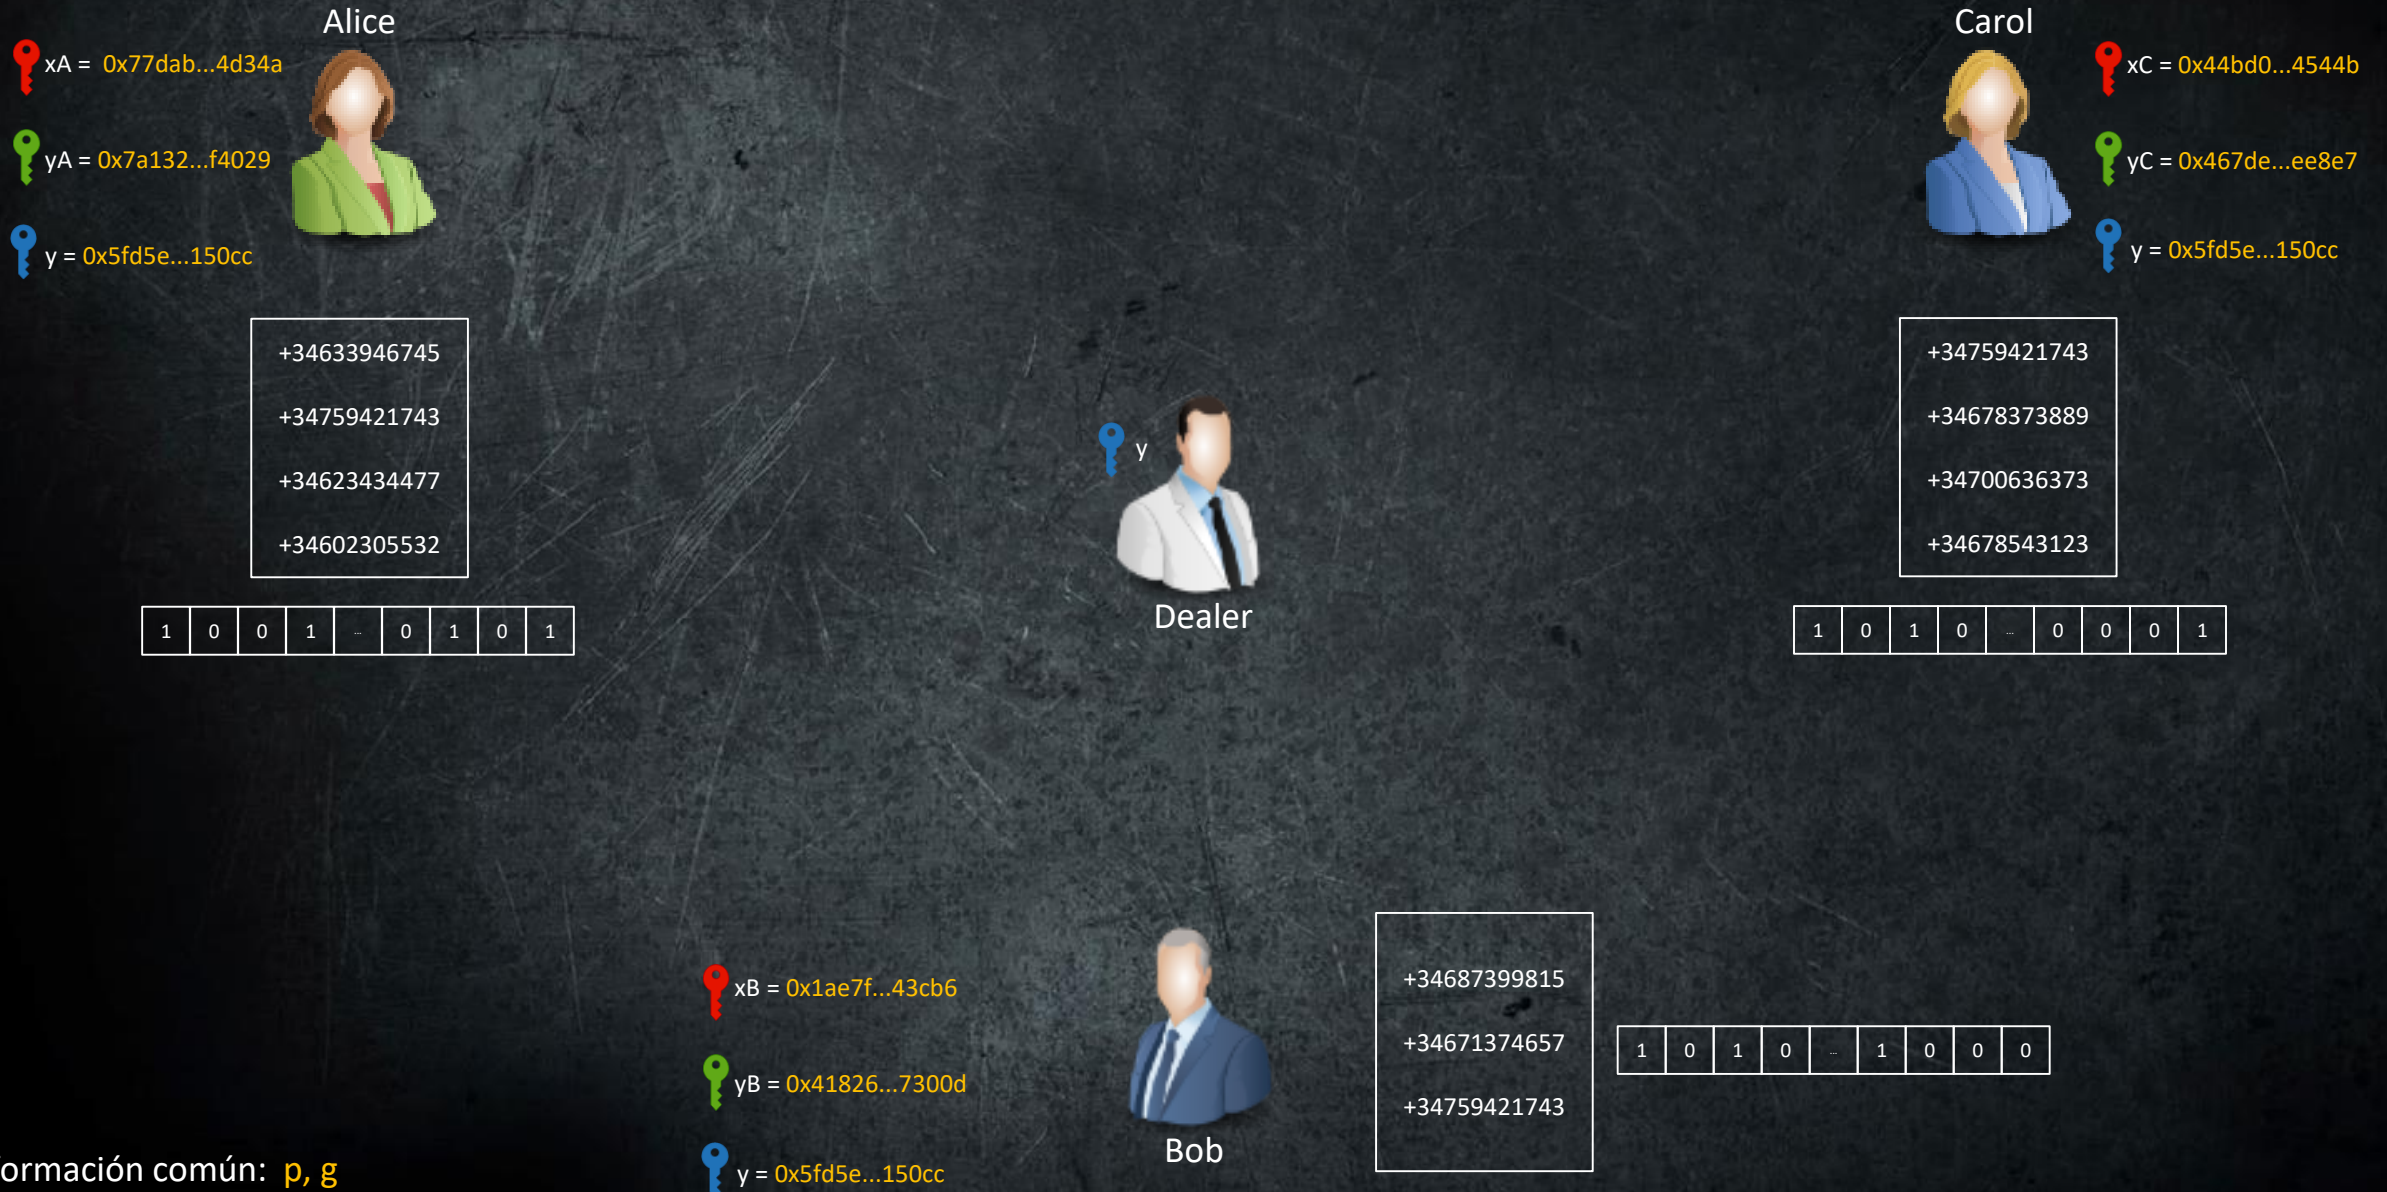 Alice
xA = 0x77dab...4d34a
yA = 0x7a132...f4029
y = 0x5fd5e...150cc
+34633946745
+34759421743
+34623434477
+34602305532
1 0 0 1 ... 0 1 0 1
Carol
xC = 0x44bd0...4544b
yC = 0x467de...ee8e7
y = 0x5fd5e...150cc
+34759421743
+34678373889
+34700636373
+34678543123
1 0 1 0 ... 0 0 0 1
y
Dealer
xB = 0x1ae7f...43cb6
yB = 0x41826...7300d
y = 0x5fd5e...150cc
Bob
+34687399815
+34671374657
+34759421743
1 0 1 0 ... 1 0 0 0
formación común: p, g